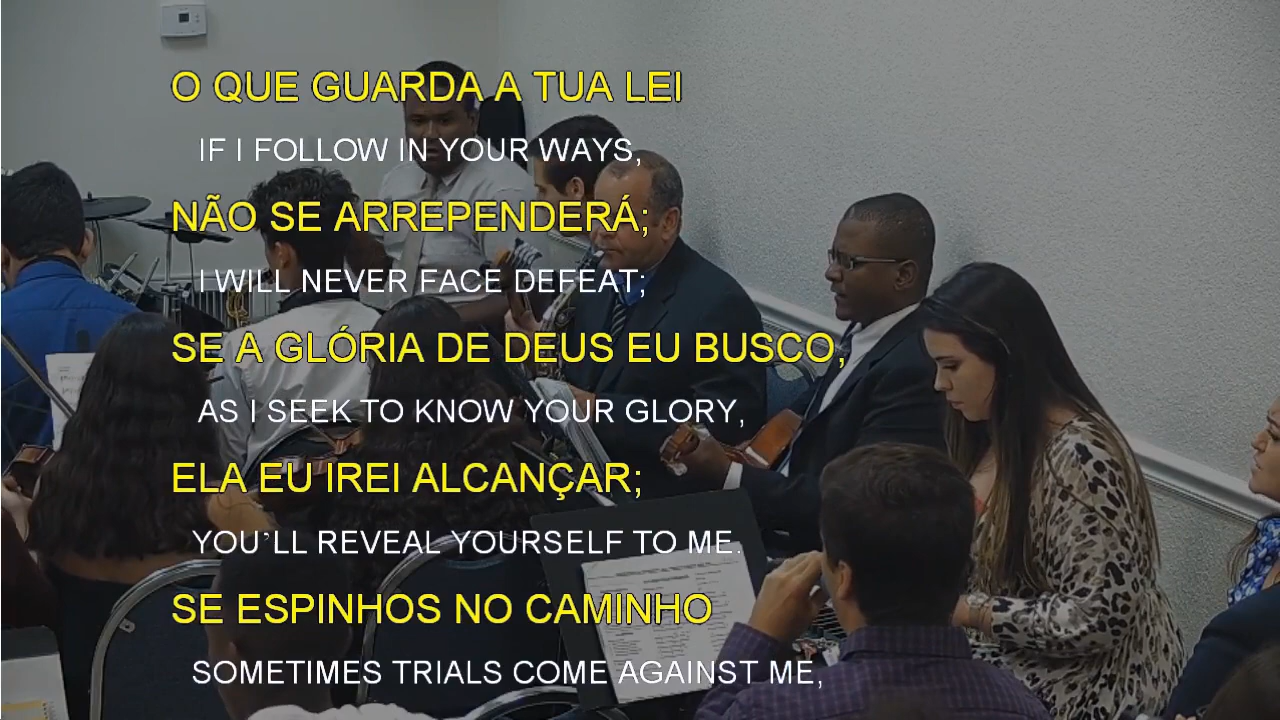 O QUE GUARDA A TUA LEI
IF I FOLLOW IN YOUR WAYS,
NÃO SE ARREPENDERÁ;
I WILL NEVER FACE DEFEAT;
SE A GLÓRIA DE DEUS EU BUSCO,
AS I SEEK TO KNOW YOUR GLORY,
ELA EU IREI ALCANÇAR;
YOU’LL REVEAL YOURSELF TO ME.
SE ESPINHOS NO CAMINHO
SOMETIMES TRIALS COME AGAINST ME,